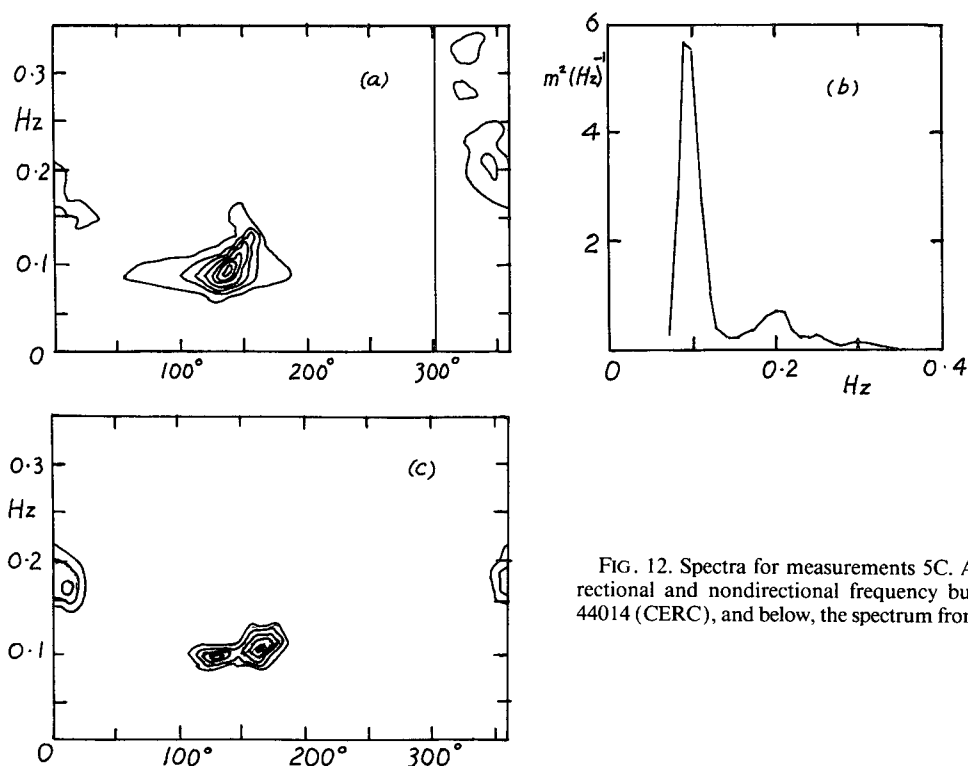 (a)
0.3
Hz
0.2
0.1
0
100°
200°
300°
6
m²(Hz)⁻¹
(b)
4
2
0
0.2
0.4
Hz
(c)
0.3
Hz
0.2
0.1
0
100°
200°
300°
FIG. 12. Spectra for measurements 5C. A
rectional and nondirectional frequency bu
44014 (CERC), and below, the spectrum from